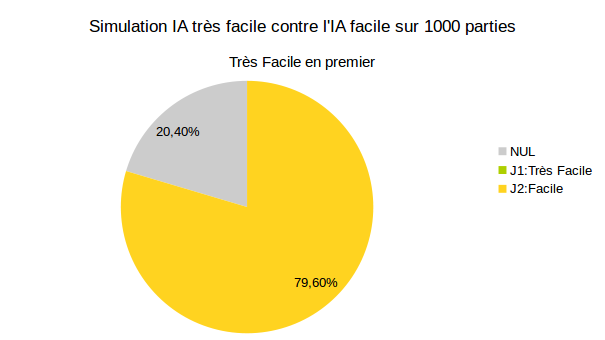 Simulation IA très facile contre l'IA facile sur 1000 parties
Très Facile en premier
20,40%
NUL
J1:Très Facile
J2:Facile
79,60%